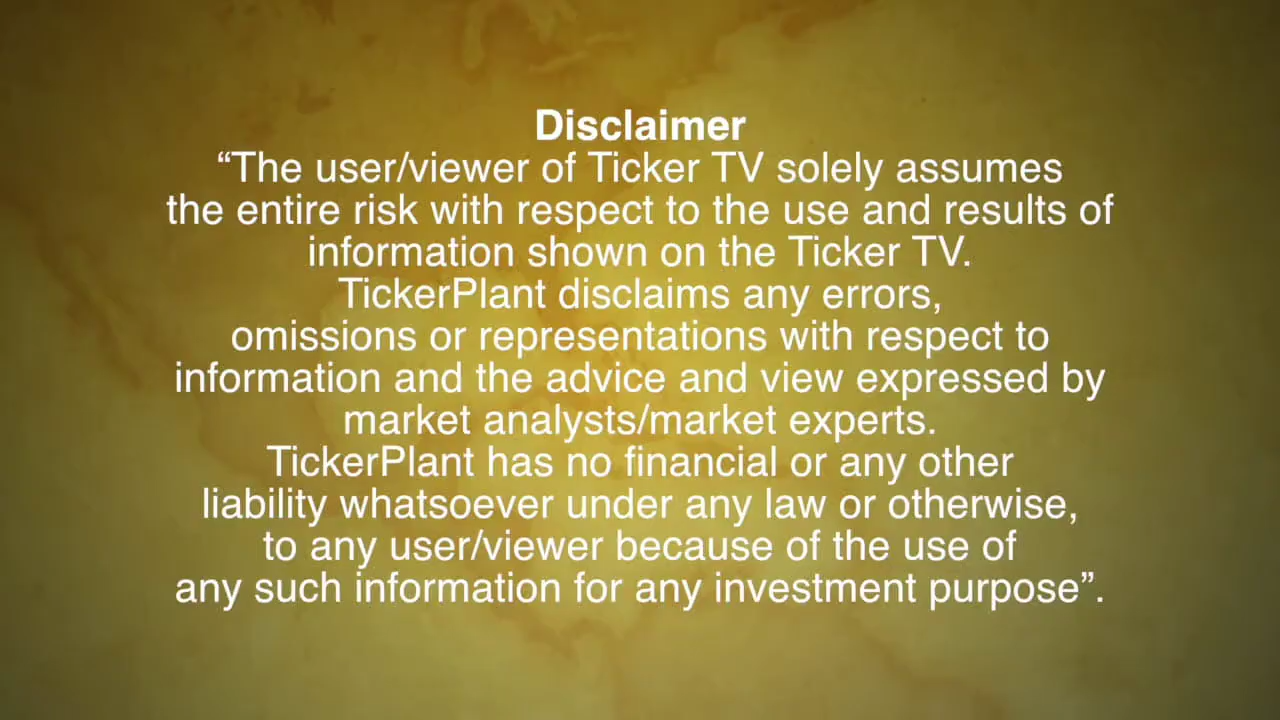 Disclaimer
“The user/viewer of Ticker TV solely assumes
the entire risk with respect to the use and results of
information shown on the Ticker TV.
TickerPlant disclaims any errors,
omissions or representations with respect to
information and the advice and view expressed by
market analysts/market experts.
TickerPlant has no financial or any other
liability whatsoever under any law or otherwise,
to any user/viewer because of the use of
any such information for any investment purpose”.